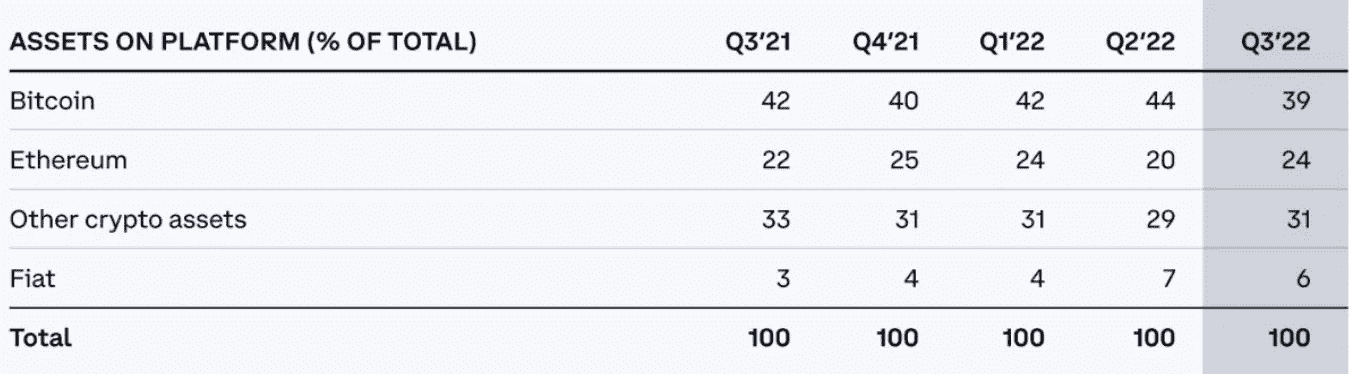 ASSETS ON PLATFORM (% OF TOTAL) Q3'21 Q4'21 Q1'22 Q2'22 Q3'22
Bitcoin 42 40 42 44 39
Ethereum 22 25 24 20 24
Other crypto assets 33 31 31 29 31
Fiat 3 4 4 7 6
Total 100 100 100 100 100